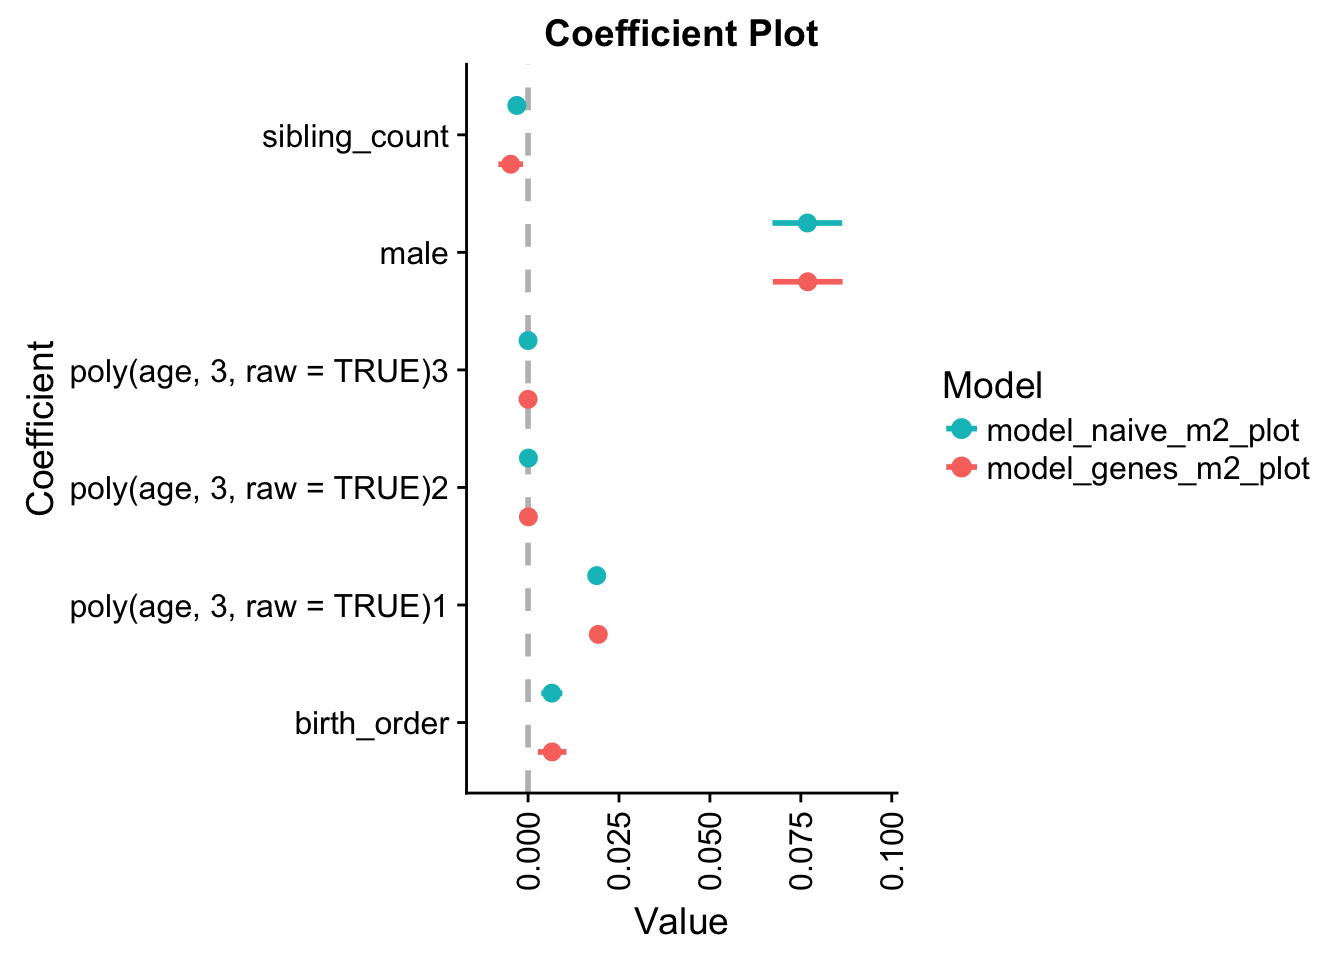 Coefficient Plot
sibling_count
male
poly(age, 3, raw = TRUE)3
poly(age, 3, raw = TRUE)2
poly(age, 3, raw = TRUE)1
birth_order
Coefficient
0.000
0.025
0.050
0.075
0.100
Value
Model
model_naive_m2_plot
model_genes_m2_plot